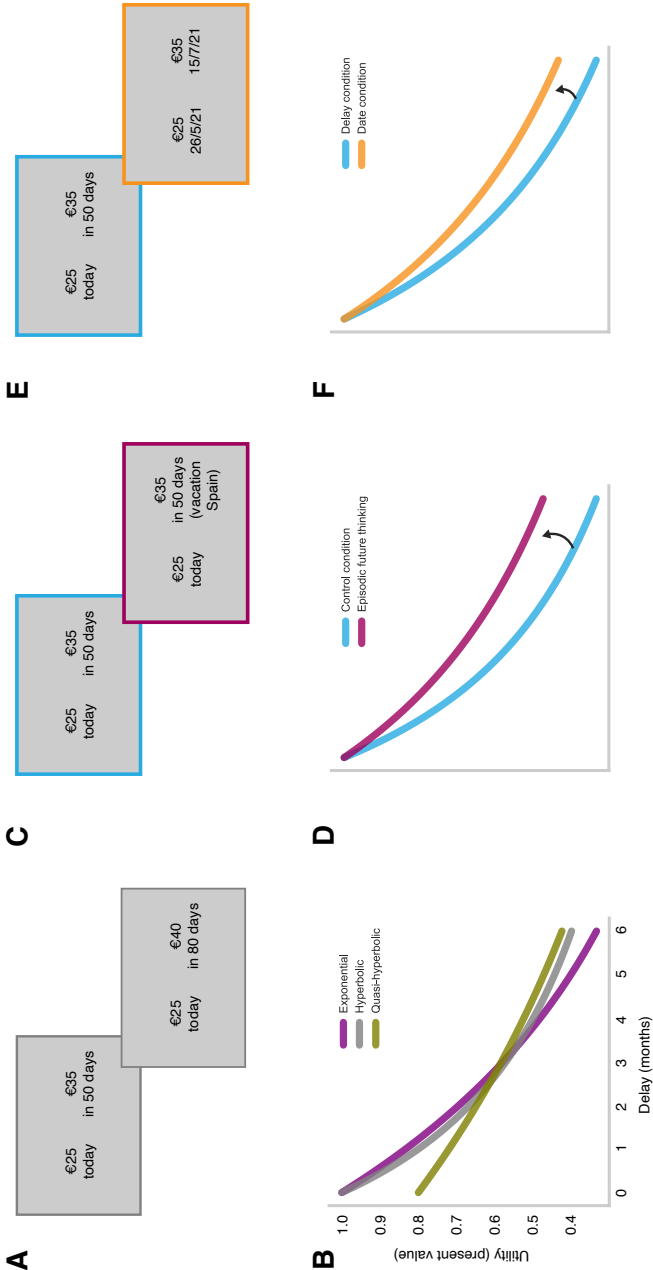 A
€25
today
€35
in 50 days
€25
today
€40
in 80 days
B
Utility (present value)
1.0
0.9
0.8
0.7
0.6
0.5
0.4
0
1
2
3
4
5
6
Delay (months)
Exponential
Hyperbolic
Quasi-hyperbolic
C
€25
today
€35
in 50 days
€25
today
€35
in 50 days
(vacation
Spain)
D
Control condition
Episodic future thinking
E
€25
today
€35
in 50 days
€25
26/5/21
€35
15/7/21
F
Delay condition
Date condition